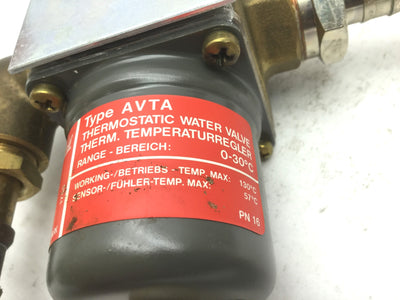 Type AVTA
THERMOSTATIC WATER VALVE
THERM. TEMPERATURREGLER
RANGE - BEREICH: 0-30°C
WORKING-/BETRIEBS - TEMP. MAX: 130°C
SENSOR-/FÜHLER-TEMP. MAX: 57°C
PN 16